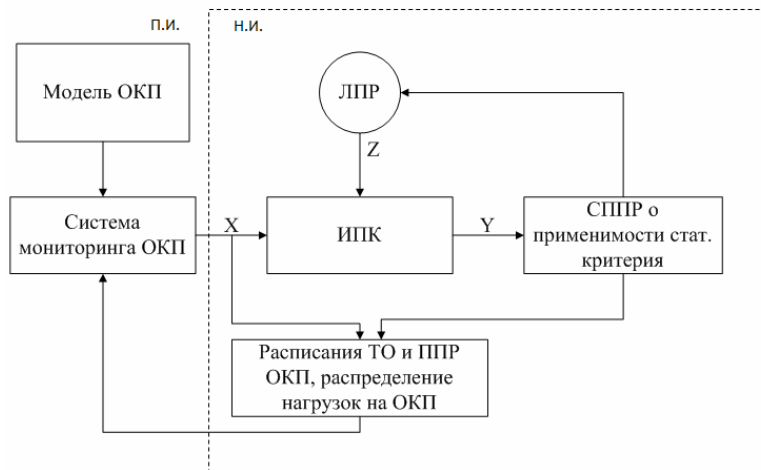 П.И.
Н.И.
Модель ОКП
ЛПР
Z
Система
мониторинга ОКП
X
ИПК
Y
СППР о
применимости стат.
критерия
Расписания ТО и ППР
ОКП, распределение
нагрузок на ОКП